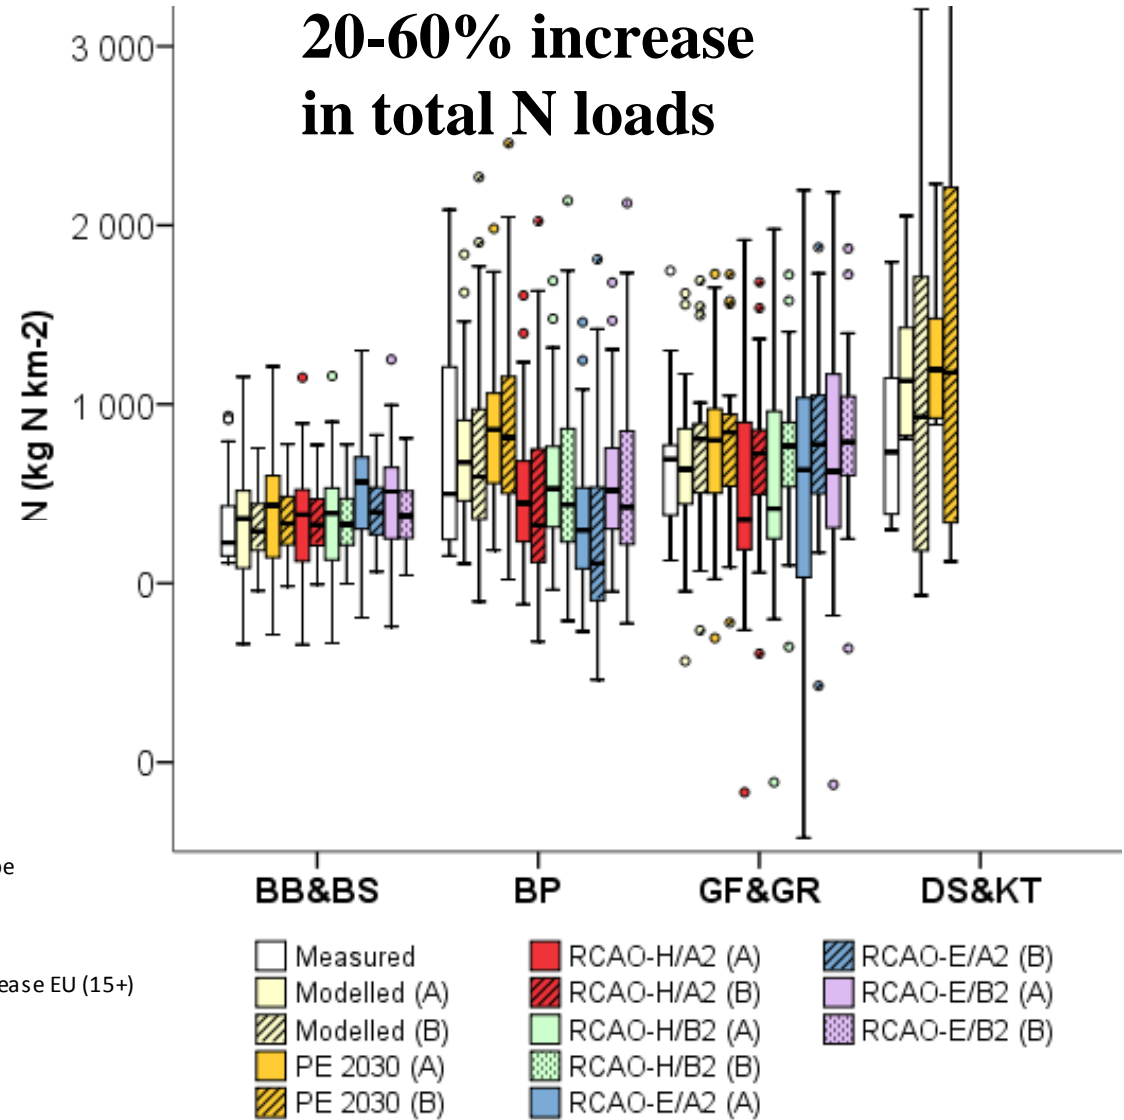 20-60% increase
in total N loads
3 000
2 000
1 000
0
0
N (kg N km-2)
BB&BS
BP
GF&GR
DS&KT
ease EU (15+)
Measured
Modelled (A)
Modelled (B)
PE 2030 (A)
PE 2030 (B)
RCAO-H/A2 (A)
RCAO-H/A2 (B)
RCAO-H/B2 (A)
RCAO-H/B2 (B)
RCAO-E/A2 (A)
RCAO-E/A2 (B)
RCAO-E/B2 (A)
RCAO-E/B2 (B)